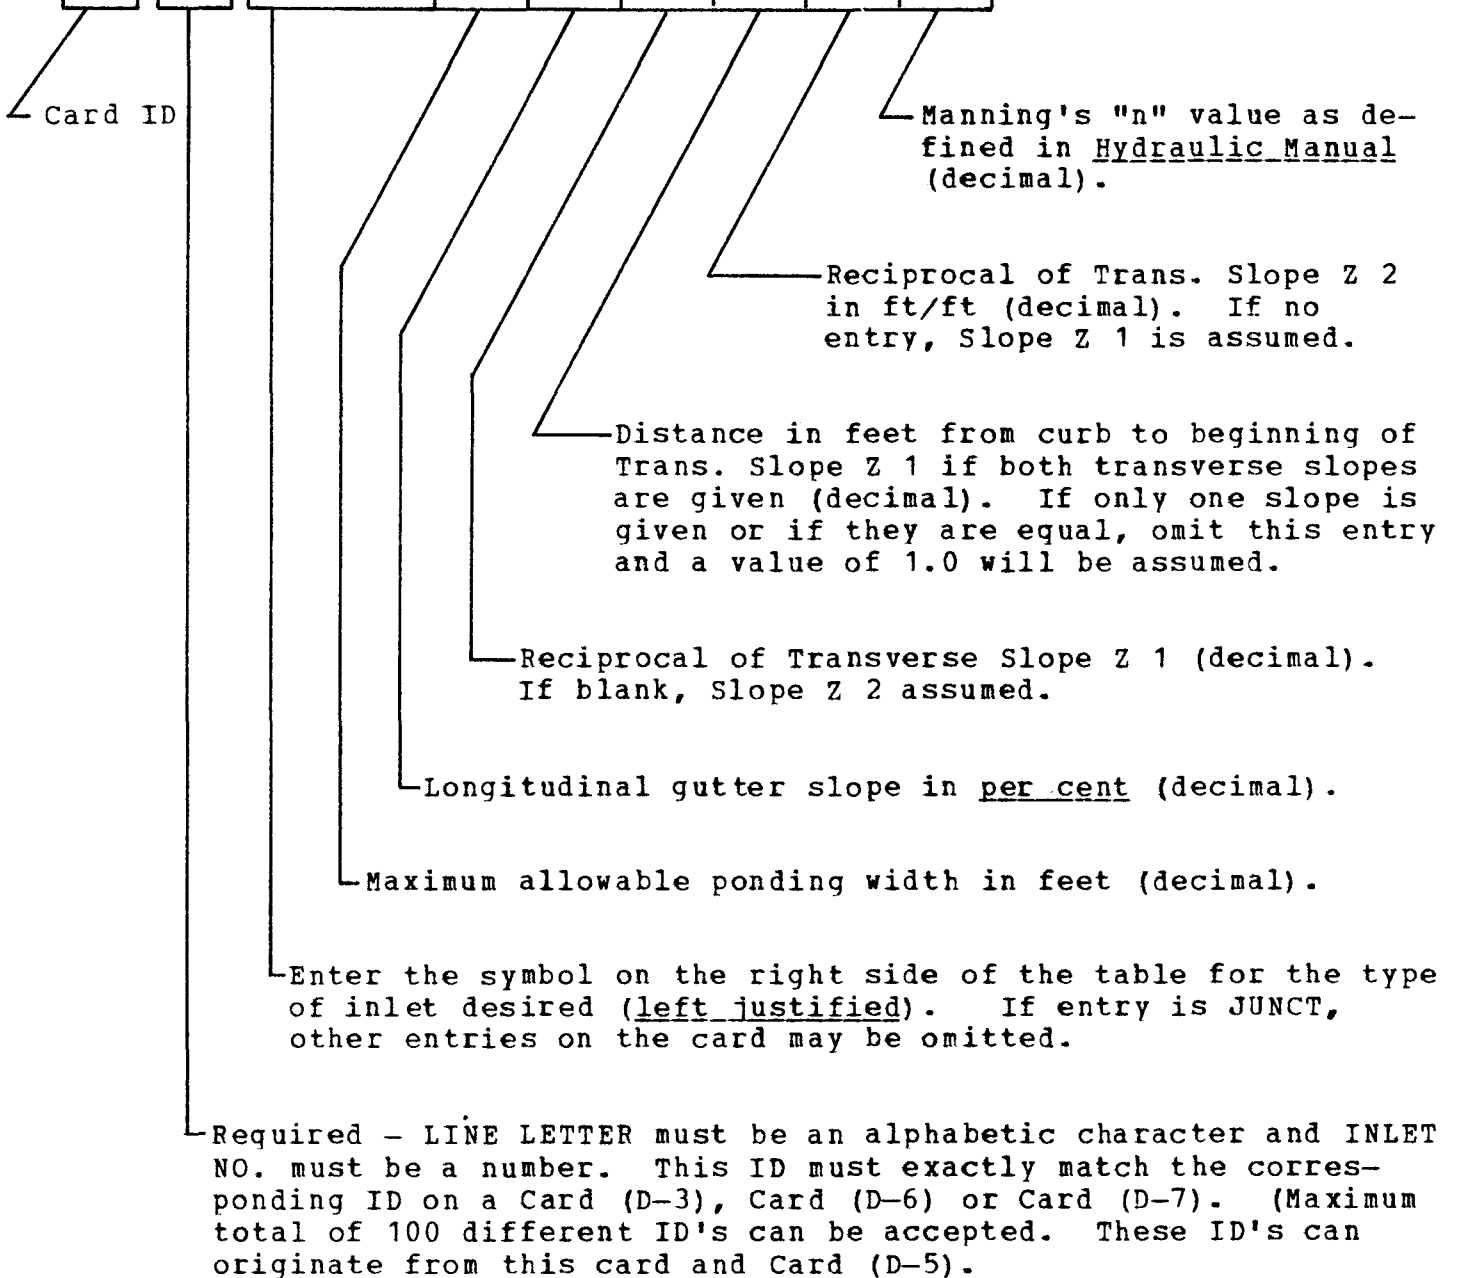 Card ID
Manning's "n" value as de-
fined in Hydraulic Manual
(decimal).
Reciprocal of Trans. Slope Z 2
in ft/ft (decimal). If no
entry, Slope Z 1 is assumed.
Distance in feet from curb to beginning of
Trans. Slope Z 1 if both transverse slopes
are given (decimal). If only one slope is
given or if they are equal, omit this entry
and a value of 1.0 will be assumed.
Reciprocal of Transverse Slope Z 1 (decimal).
If blank, Slope Z 2 assumed.
Longitudinal gutter slope in per cent (decimal).
Maximum allowable ponding width in feet (decimal).
Enter the symbol on the right side of the table for the type
of inlet desired (left justified). If entry is JUNCT,
other entries on the card may be omitted.
Required - LINE LETTER must be an alphabetic character and INLET
NO. must be a number. This ID must exactly match the corres-
ponding ID on a Card (D-3), Card (D-6) or Card (D-7). (Maximum
total of 100 different ID's can be accepted. These ID's can
originate from this card and Card (D-5).